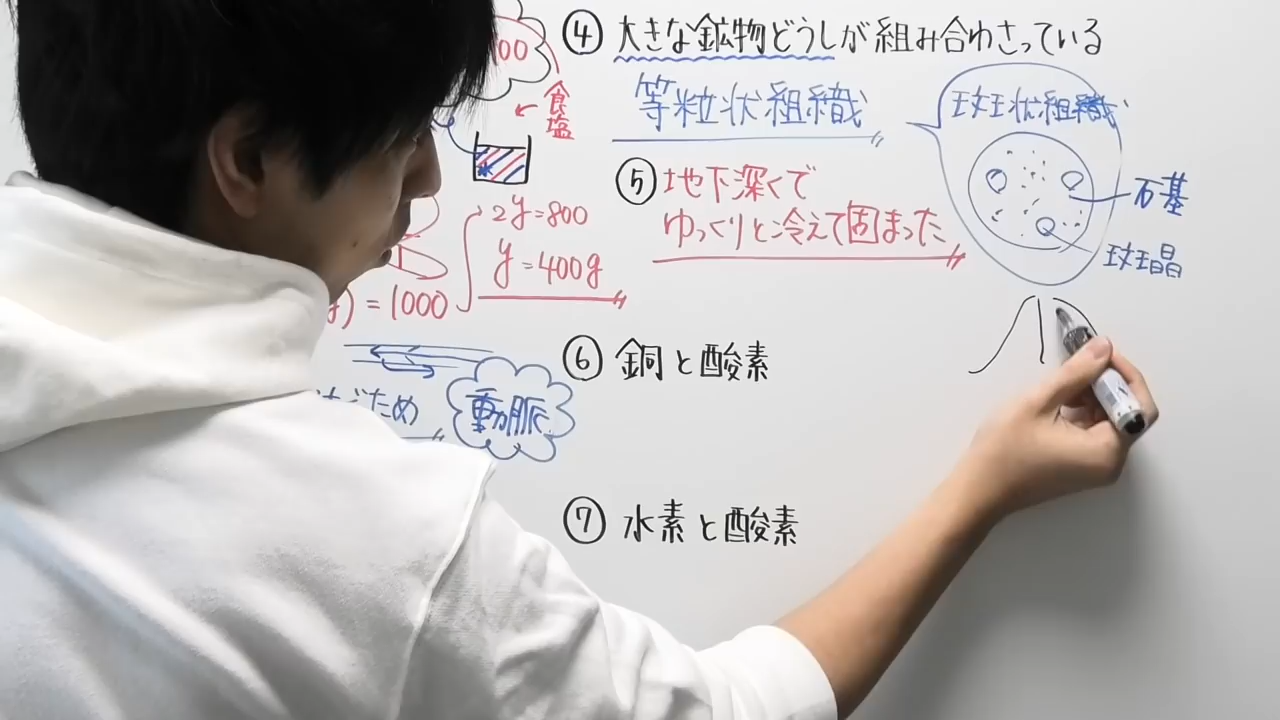 00
食塩
2y=800
y=400g
) = 1000
ため
動脈
④ 大きな鉱物どうしが組み合わさっている
等粒状組織
斑状組織
⑤ 地下深くで
ゆっくりと冷えて固まった
石基
斑晶
⑥ 銅と酸素
⑦ 水素と酸素